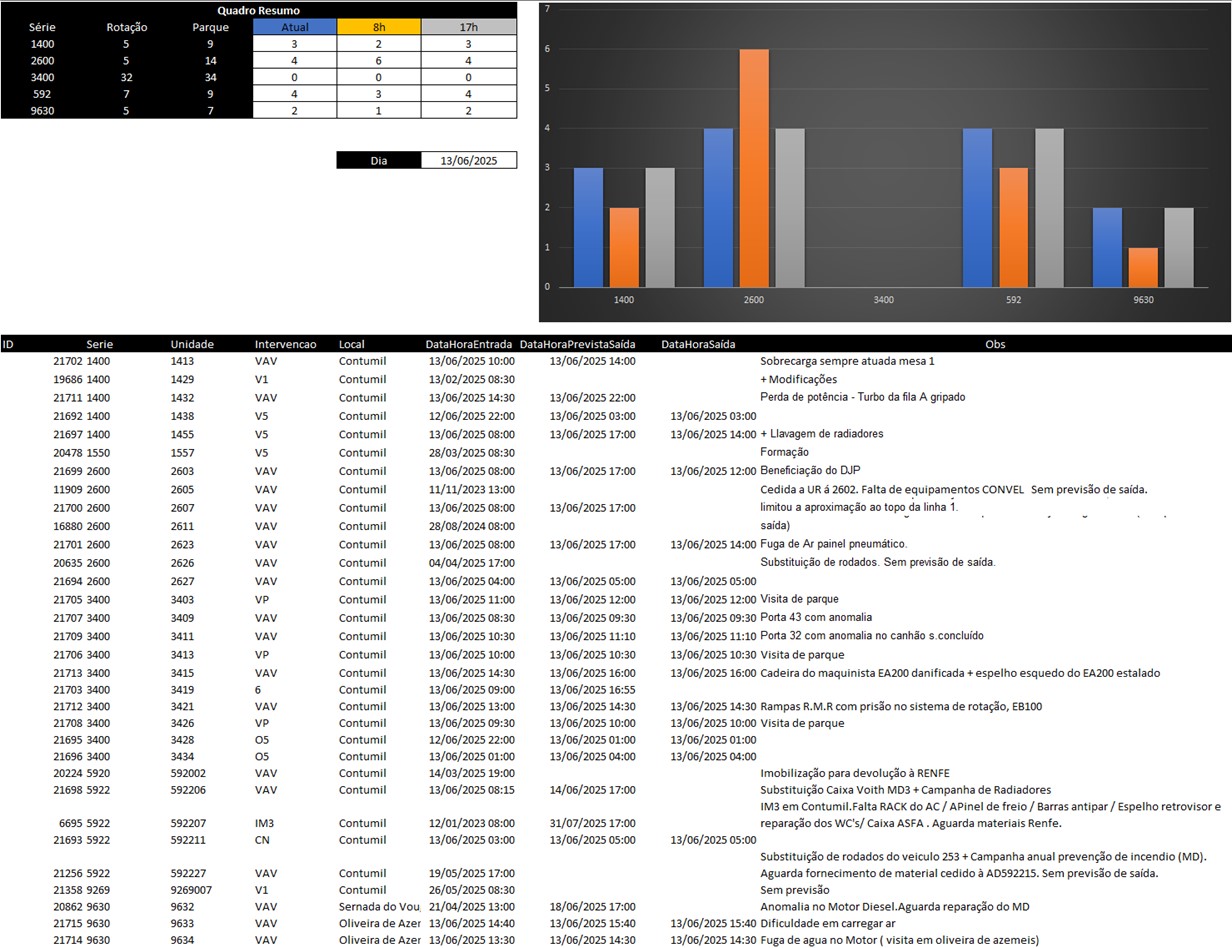 Quadro Resumo
Série Rotação Parque Atual 8h 17h
1400 5 9 3 2 3
2600 5 14 4 6 4
3400 32 34 0 0 0
592 7 9 4 3 4
9630 5 7 2 1 2
Dia 13/06/2025
7
6
5
4
3
2
1
0
1400 2600 3400 592 9630
ID Serie Unidade Intervencao Local DataHoraEntrada DataHoraPrevistaSaída DataHoraSaída Obs
21702 1400 1413 VAV Contumil 13/06/2025 10:00 13/06/2025 14:00 Sobrecarga sempre atuada mesa 1
19686 1400 1429 V1 Contumil 13/02/2025 08:30 + Modificações
21711 1400 1432 VAV Contumil 13/06/2025 14:30 13/06/2025 22:00 Perda de potência - Turbo da fila A gripado
21692 1400 1438 V5 Contumil 12/06/2025 22:00 13/06/2025 03:00 13/06/2025 03:00
21697 1400 1455 V5 Contumil 13/06/2025 08:00 13/06/2025 17:00 13/06/2025 14:00 + Llavagem de radiadores
20478 1550 1557 V5 Contumil 28/03/2025 08:30 Formação
21699 2600 2603 VAV Contumil 13/06/2025 08:00 13/06/2025 17:00 13/06/2025 12:00 Beneficiação do DJP
11909 2600 2605 VAV Contumil 11/11/2023 13:00 Cedida a UR á 2602. Falta de equipamentos CONVEL Sem previsão de saída.
21700 2600 2607 VAV Contumil 13/06/2025 08:00 13/06/2025 17:00 limitou a aproximação ao topo da linha 1.
16880 2600 2611 VAV Contumil 28/08/2024 08:00 saída)
21701 2600 2623 VAV Contumil 13/06/2025 08:00 13/06/2025 17:00 13/06/2025 14:00 Fuga de Ar painel pneumático.
20635 2600 2626 VAV Contumil 04/04/2025 17:00 Substituição de rodados. Sem previsão de saída.
21694 2600 2627 VAV Contumil 13/06/2025 04:00 13/06/2025 05:00 13/06/2025 05:00
21705 3400 3403 VP Contumil 13/06/2025 11:00 13/06/2025 12:00 13/06/2025 12:00 Visita de parque
21707 3400 3409 VAV Contumil 13/06/2025 08:30 13/06/2025 09:30 13/06/2025 09:30 Porta 43 com anomalia
21709 3400 3411 VAV Contumil 13/06/2025 10:30 13/06/2025 11:10 13/06/2025 11:10 Porta 32 com anomalia no canhão s.concluído
21706 3400 3413 VP Contumil 13/06/2025 10:00 13/06/2025 10:30 13/06/2025 10:30 Visita de parque
21713 3400 3415 VAV Contumil 13/06/2025 14:30 13/06/2025 16:00 13/06/2025 16:00 Cadeira do maquinista EA200 danificada + espelho esquedo do EA200 estalado
21703 3400 3419 6 Contumil 13/06/2025 09:00 13/06/2025 16:55
21712 3400 3421 VAV Contumil 13/06/2025 13:00 13/06/2025 14:30 13/06/2025 14:30 Rampas R.M.R com prisão no sistema de rotação, EB100
21708 3400 3426 VP Contumil 13/06/2025 09:30 13/06/2025 10:00 13/06/2025 10:00 Visita de parque
21695 3400 3428 O5 Contumil 12/06/2025 22:00 13/06/2025 01:00 13/06/2025 01:00
21696 3400 3434 O5 Contumil 13/06/2025 01:00 13/06/2025 04:00 13/06/2025 04:00
20224 5920 592002 VAV Contumil 14/03/2025 19:00 Imobilização para devolução à RENFE
21698 5922 592206 VAV Contumil 13/06/2025 08:15 14/06/2025 17:00 Substituição Caixa Voith MD3 + Campanha de Radiadores
IM3 em Contumil.Falta RACK do AC / APinel de freio / Barras antipar / Espelho retrovisor e
6695 5922 592207 IM3 Contumil 12/01/2023 08:00 31/07/2025 17:00 reparação dos WC's/ Caixa ASFA . Aguarda materiais Renfe.
21693 5922 592211 CN Contumil 13/06/2025 03:00 13/06/2025 05:00 13/06/2025 05:00
Substituição de rodados do veiculo 253 + Campanha anual prevenção de incendio (MD).
21256 5922 592227 VAV Contumil 19/05/2025 17:00 Aguarda fornecimento de material cedido à AD592215. Sem previsão de saída.
21358 9269 9269007 V1 Contumil 26/05/2025 08:30 Sem previsão
20862 9630 9632 VAV Sernada do Vou 21/04/2025 13:00 18/06/2025 17:00 Anomalia no Motor Diesel.Aguarda reparação do MD
21715 9630 9633 VAV Oliveira de Azer 13/06/2025 14:40 13/06/2025 15:40 13/06/2025 15:40 Dificuldade em carregar ar
21714 9630 9634 VAV Oliveira de Azer 13/06/2025 13:30 13/06/2025 14:30 13/06/2025 14:30 Fuga de agua no Motor ( visita em oliveira de azemeis)